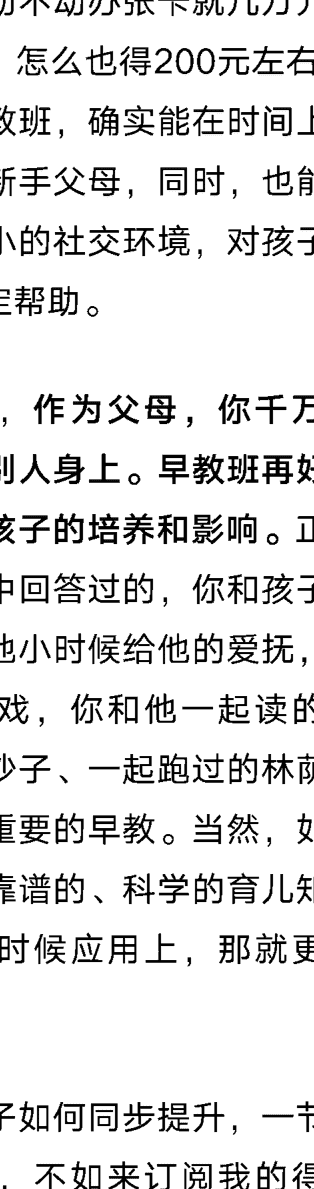 动不动办张卡就几万元
怎么也得200元左右
教班，确实能在时间上
新手父母，同时，也能
小的社交环境，对孩子
定帮助。
，作为父母，你千万
别人身上。早教班再好
孩子的培养和影响。正
中回答过的，你和孩子
他小时候给他的爱抚，
戏，你和他一起读的
沙子、一起跑过的林荫
重要的早教。当然，如
靠谱的、科学的育儿知
时候应用上，那就更
子如何同步提升，一节
，不如来订阅我的得